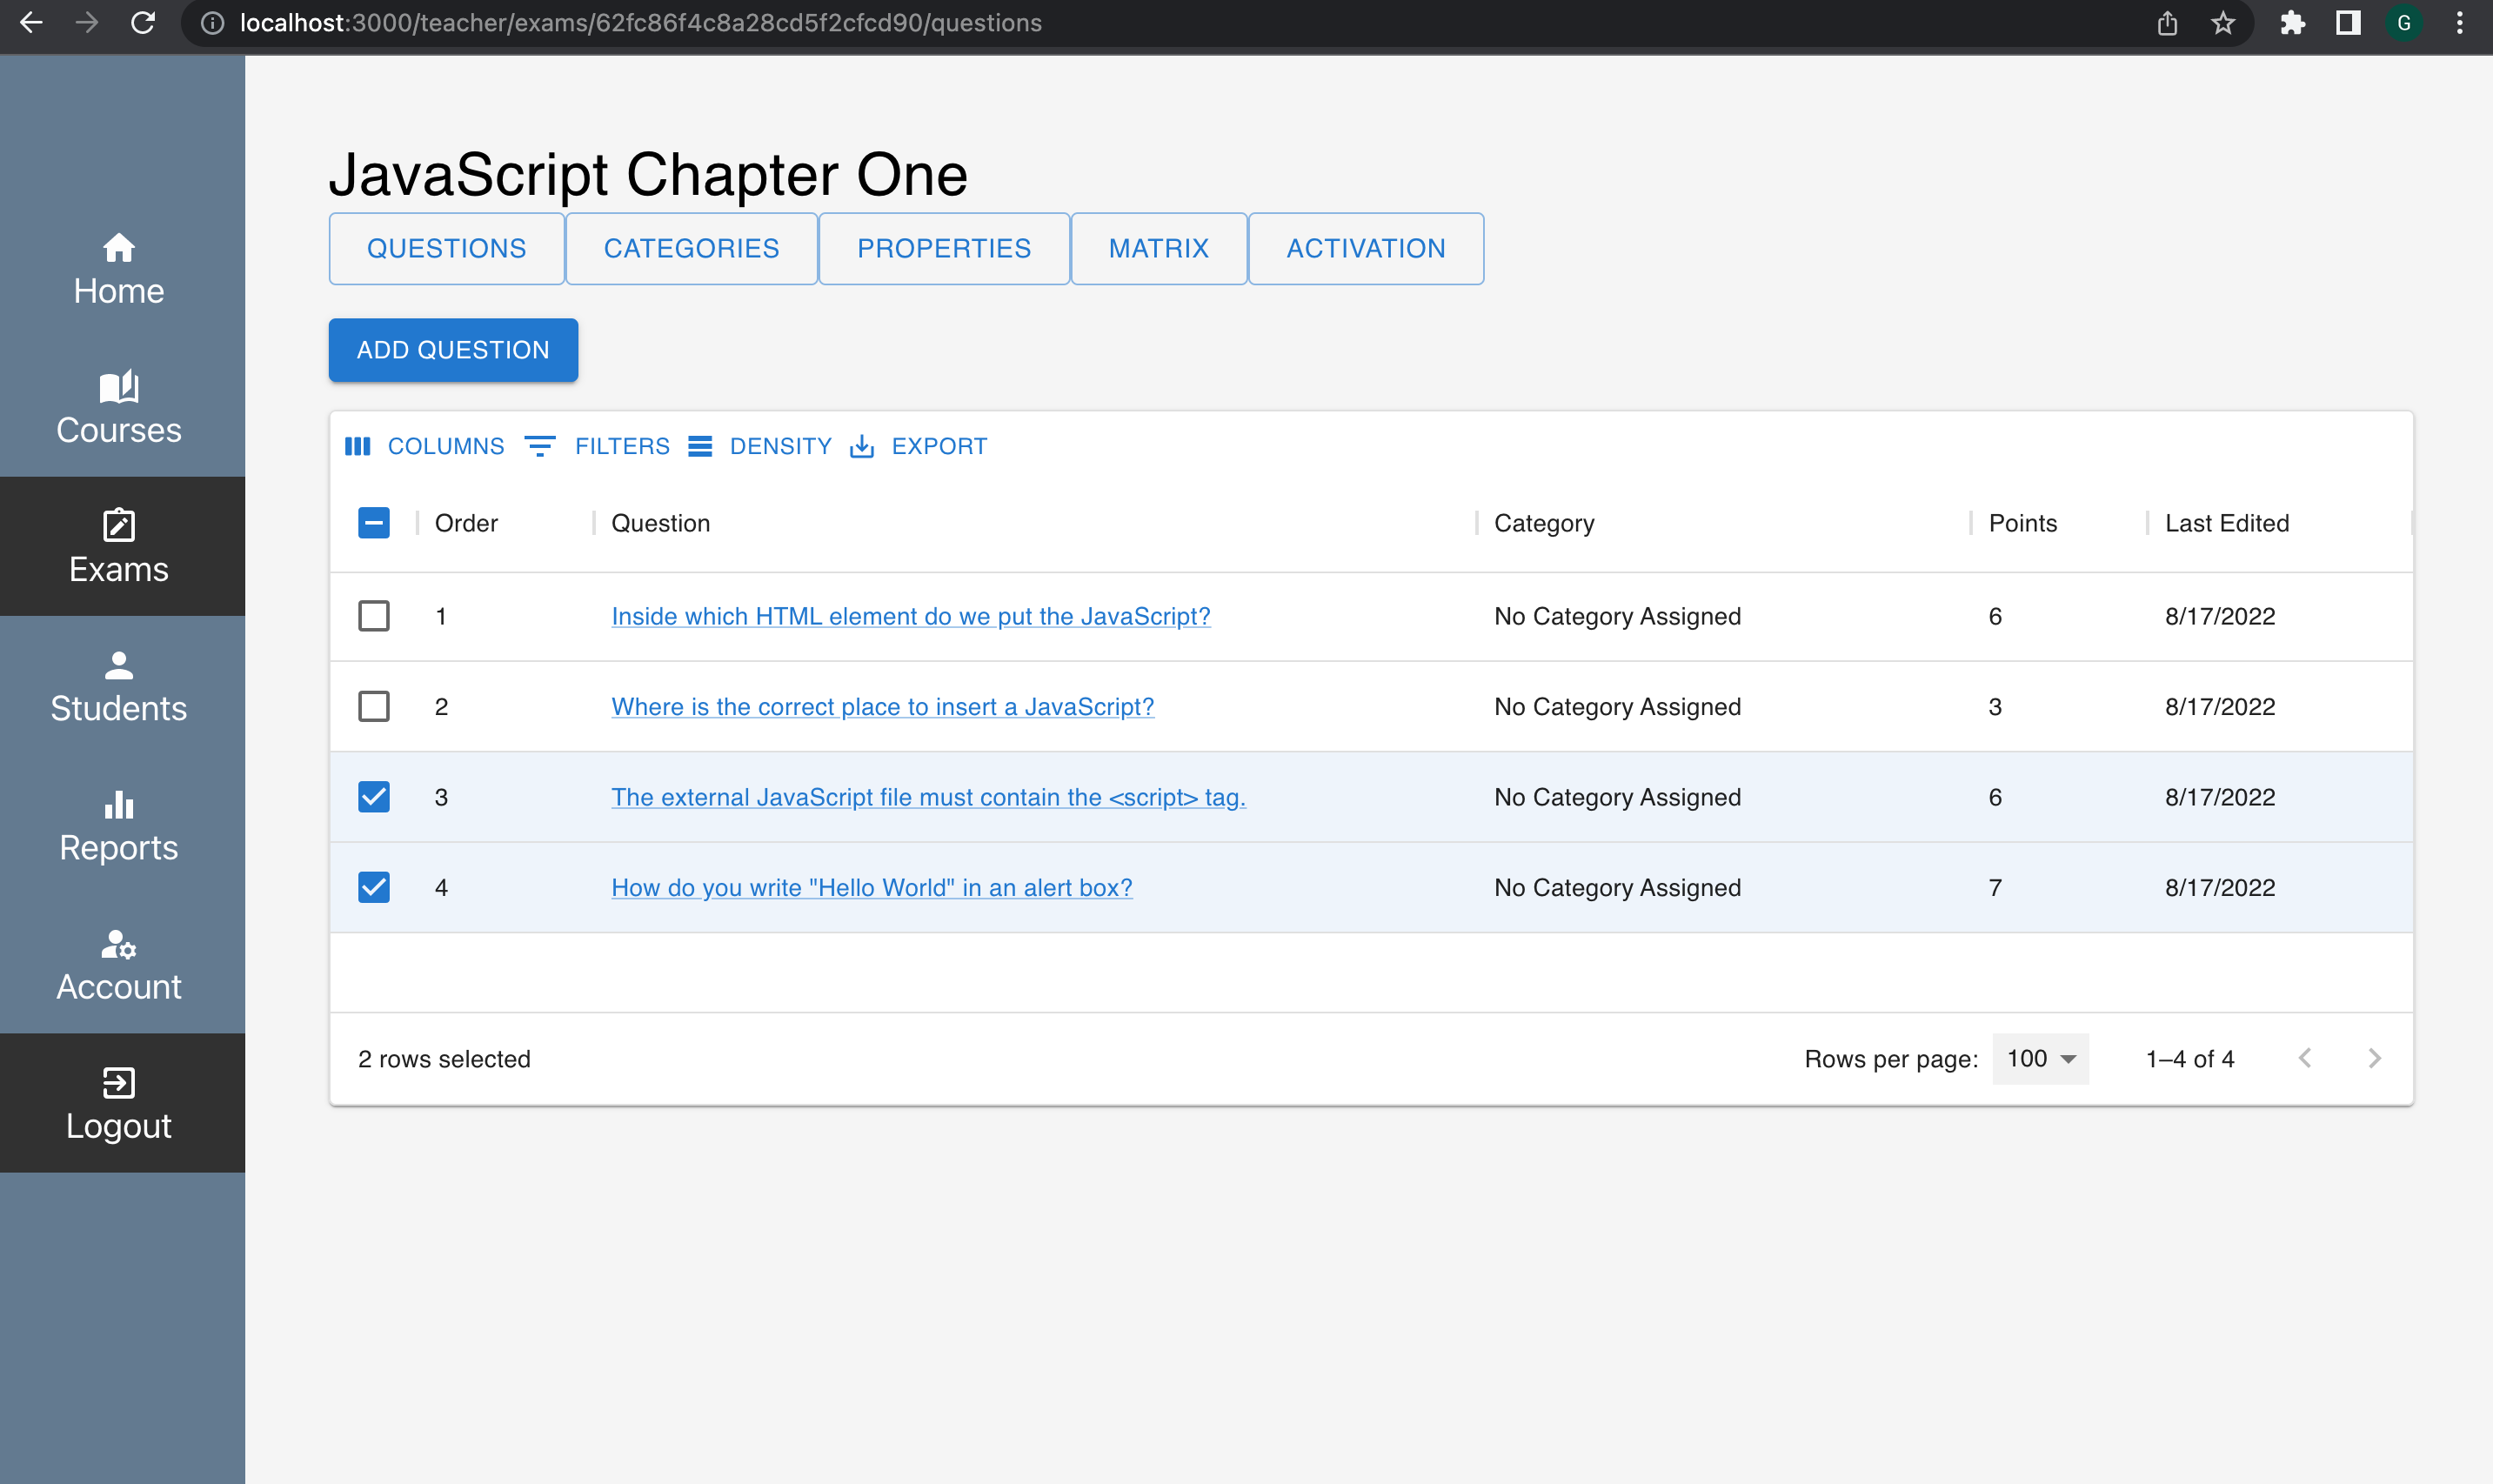 localhost:3000/teacher/exams/62fc86f4c8a28cd5f2cfcd90/questions
G
Home
Courses
Exams
Students
Reports
Account
Logout
JavaScript Chapter One
QUESTIONS CATEGORIES PROPERTIES MATRIX ACTIVATION
ADD QUESTION
COLUMNS FILTERS DENSITY EXPORT
Order Question Category Points Last Edited
1 Inside which HTML element do we put the JavaScript? No Category Assigned 6 8/17/2022
2 Where is the correct place to insert a JavaScript? No Category Assigned 3 8/17/2022
3 The external JavaScript file must contain the <script> tag. No Category Assigned 6 8/17/2022
4 How do you write "Hello World" in an alert box? No Category Assigned 7 8/17/2022
2 rows selected Rows per page: 100 1–4 of 4